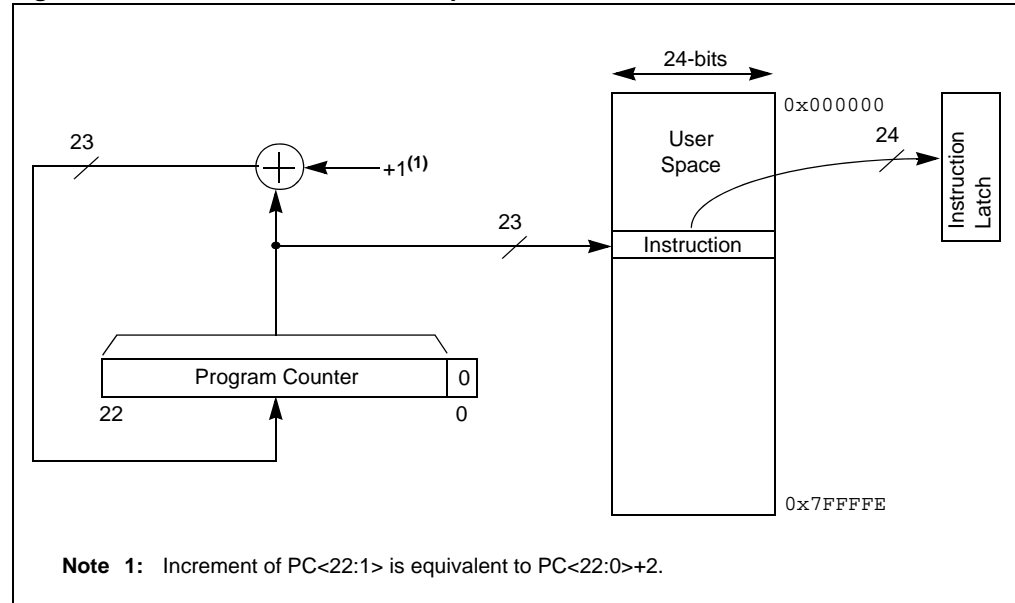 24-bits
0x000000
23
+1(1)
User
Space
24
Instruction
Latch
23
Instruction
Program Counter
0
22
0
0x7FFFFE
Note 1: Increment of PC<22:1> is equivalent to PC<22:0>+2.